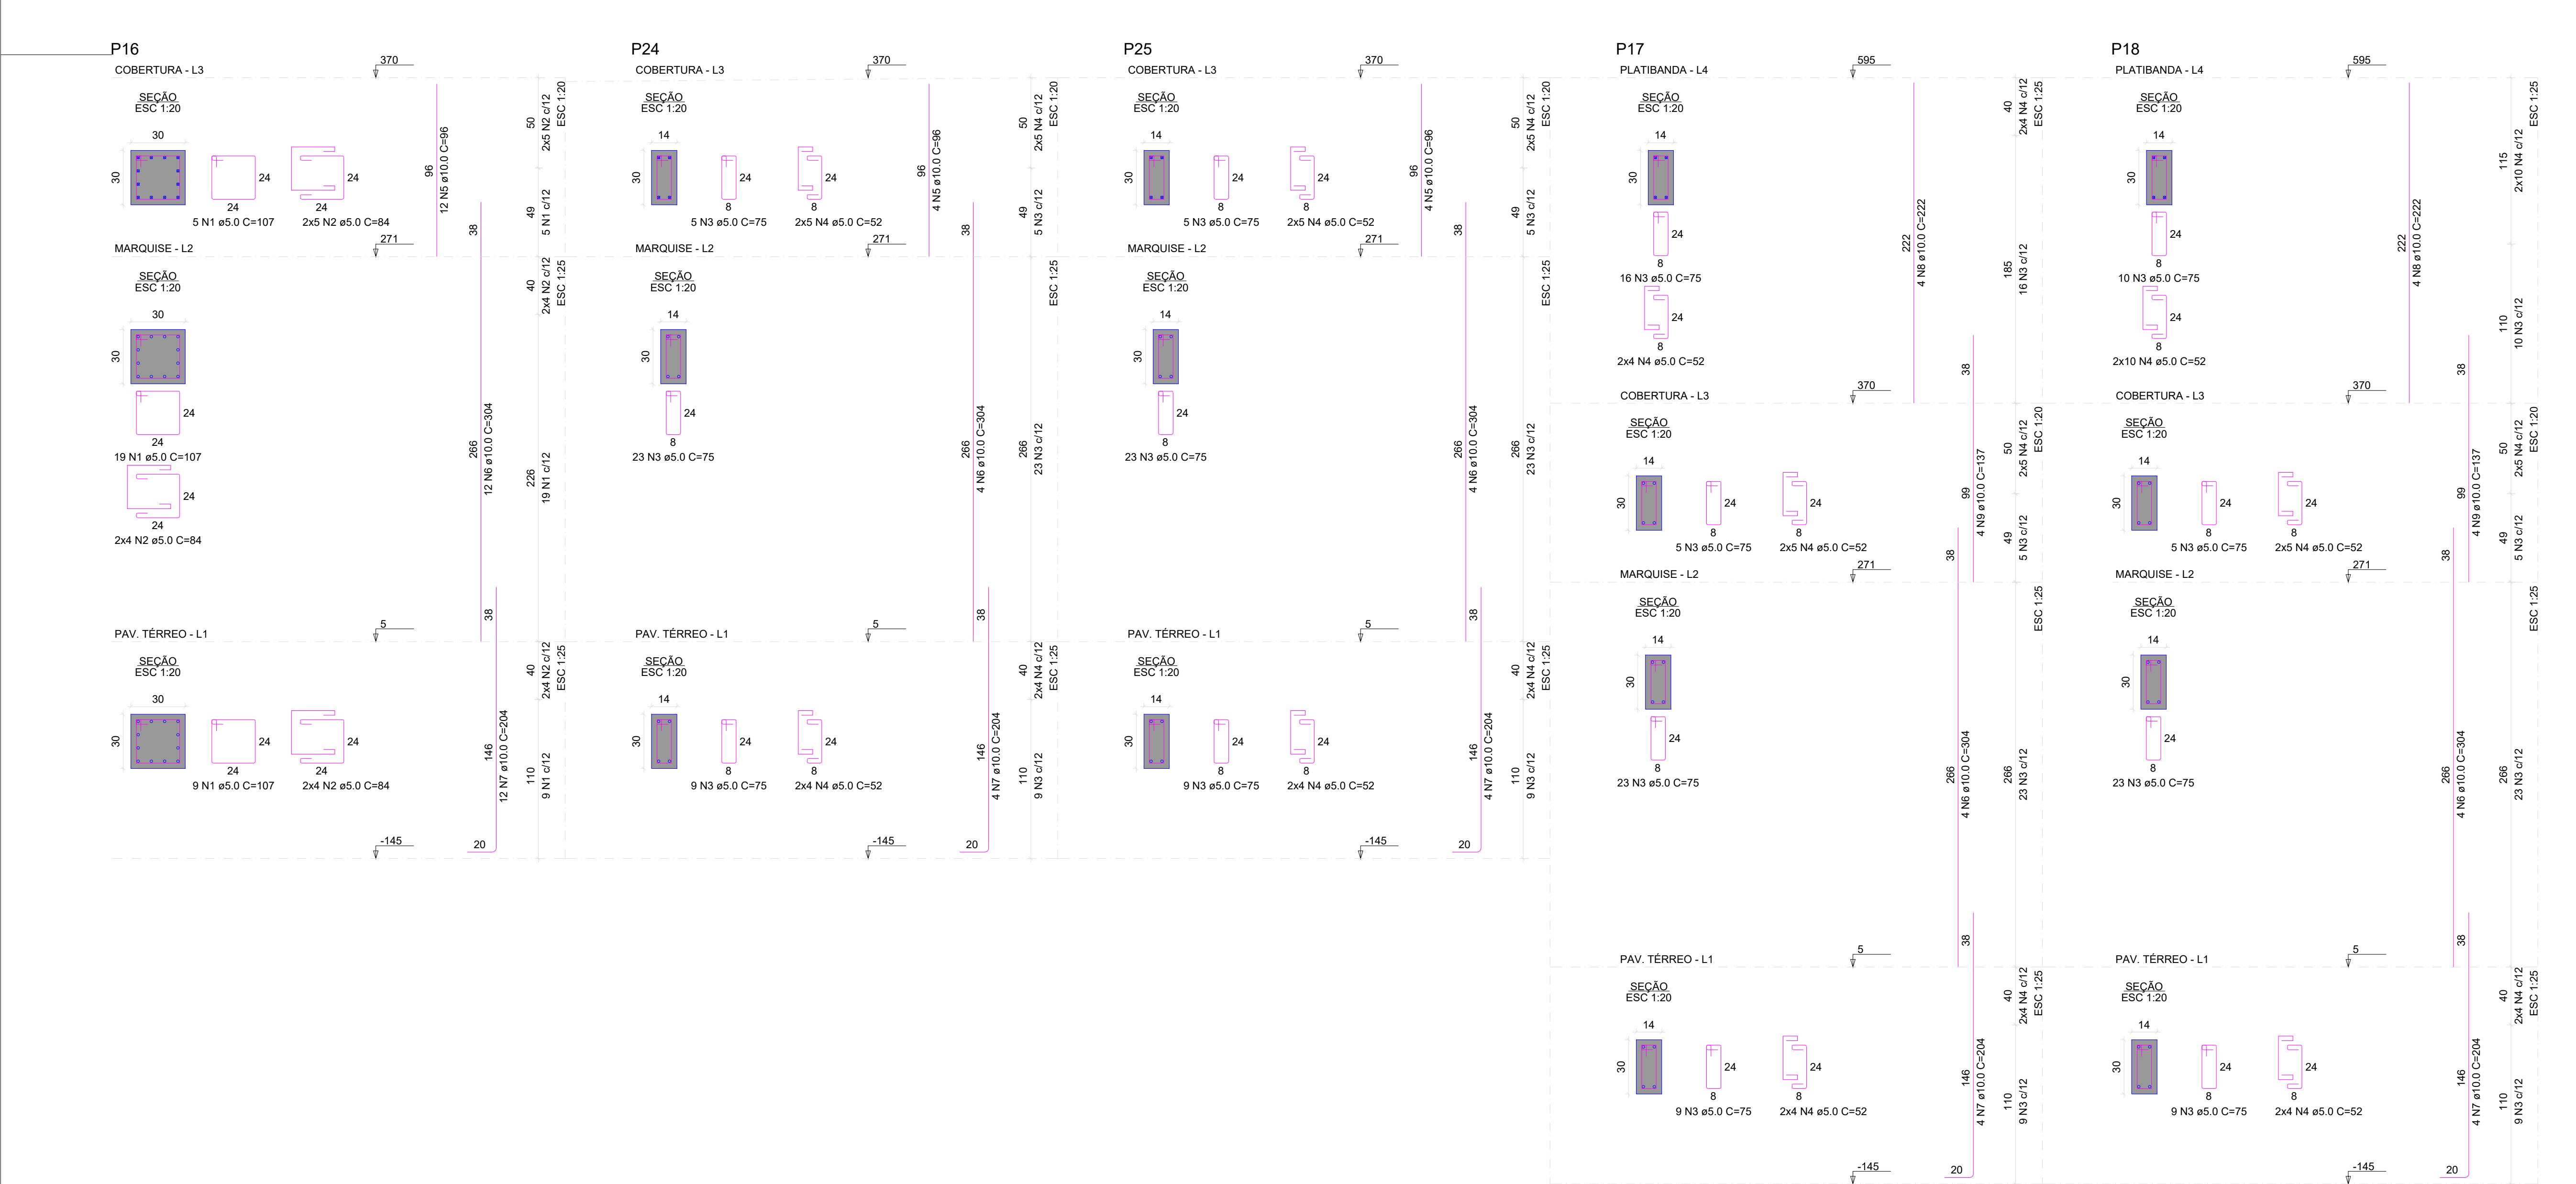 P16
COBERTURA - L3
370
SEÇÃO
ESC 1:20
30
30
24
24
5 N1 ø5.0 C=107
24
24
2x5 N2 ø5.0 C=84
96
12 N5 ø10.0 C=96
50
2x5 N2 c/12
ESC 1:20
49
5 N1 c/12
38
MARQUISE - L2
271
SEÇÃO
ESC 1:20
30
30
24
24
19 N1 ø5.0 C=107
24
24
2x4 N2 ø5.0 C=84
266
12 N6 ø10.0 C=304
40
2x4 N2 c/12
ESC 1:25
226
19 N1 c/12
38
PAV. TÉRREO - L1
5
SEÇÃO
ESC 1:20
30
30
24
24
9 N1 ø5.0 C=107
24
24
2x4 N2 ø5.0 C=84
146
12 N7 ø10.0 C=204
40
2x4 N2 c/12
ESC 1:25
110
9 N1 c/12
-145
20
P24
COBERTURA - L3
370
SEÇÃO
ESC 1:20
14
30
24
8
5 N3 ø5.0 C=75
24
8
2x5 N4 ø5.0 C=52
96
4 N5 ø10.0 C=96
50
2x5 N4 c/12
ESC 1:20
49
5 N3 c/12
38
MARQUISE - L2
271
SEÇÃO
ESC 1:20
14
30
24
8
23 N3 ø5.0 C=75
266
4 N6 ø10.0 C=304
266
23 N3 c/12
ESC 1:25
38
PAV. TÉRREO - L1
5
SEÇÃO
ESC 1:20
14
30
24
8
9 N3 ø5.0 C=75
24
8
2x4 N4 ø5.0 C=52
146
4 N7 ø10.0 C=204
40
2x4 N4 c/12
ESC 1:25
110
9 N3 c/12
-145
20
P25
COBERTURA - L3
370
SEÇÃO
ESC 1:20
14
30
24
8
5 N3 ø5.0 C=75
24
8
2x5 N4 ø5.0 C=52
96
4 N5 ø10.0 C=96
50
2x5 N4 c/12
ESC 1:20
49
5 N3 c/12
38
MARQUISE - L2
271
SEÇÃO
ESC 1:20
14
30
24
8
23 N3 ø5.0 C=75
266
4 N6 ø10.0 C=304
266
23 N3 c/12
ESC 1:25
38
PAV. TÉRREO - L1
5
SEÇÃO
ESC 1:20
14
30
24
8
9 N3 ø5.0 C=75
24
8
2x4 N4 ø5.0 C=52
146
4 N7 ø10.0 C=204
40
2x4 N4 c/12
ESC 1:25
110
9 N3 c/12
-145
20
P17
PLATIBANDA - L4
595
SEÇÃO
ESC 1:20
14
30
24
8
16 N3 ø5.0 C=75
24
8
2x4 N4 ø5.0 C=52
222
4 N8 ø10.0 C=222
40
2x4 N4 c/12
ESC 1:25
185
16 N3 c/12
38
COBERTURA - L3
370
SEÇÃO
ESC 1:20
14
30
24
8
5 N3 ø5.0 C=75
24
8
2x5 N4 ø5.0 C=52
99
4 N9 ø10.0 C=137
50
2x5 N4 c/12
ESC 1:20
49
5 N3 c/12
38
MARQUISE - L2
271
SEÇÃO
ESC 1:20
14
30
24
8
23 N3 ø5.0 C=75
266
4 N6 ø10.0 C=304
266
23 N3 c/12
ESC 1:25
38
PAV. TÉRREO - L1
5
SEÇÃO
ESC 1:20
14
30
24
8
9 N3 ø5.0 C=75
24
8
2x4 N4 ø5.0 C=52
146
4 N7 ø10.0 C=204
40
2x4 N4 c/12
ESC 1:25
110
9 N3 c/12
-145
20
P18
PLATIBANDA - L4
595
SEÇÃO
ESC 1:20
14
30
24
8
10 N3 ø5.0 C=75
24
8
2x10 N4 ø5.0 C=52
222
4 N8 ø10.0 C=222
115
2x10 N4 c/12
ESC 1:25
110
10 N3 c/12
38
COBERTURA - L3
370
SEÇÃO
ESC 1:20
14
30
24
8
5 N3 ø5.0 C=75
24
8
2x5 N4 ø5.0 C=52
99
4 N9 ø10.0 C=137
50
2x5 N4 c/12
ESC 1:20
49
5 N3 c/12
38
MARQUISE - L2
271
SEÇÃO
ESC 1:20
14
30
24
8
23 N3 ø5.0 C=75
266
4 N6 ø10.0 C=304
266
23 N3 c/12
ESC 1:25
38
PAV. TÉRREO - L1
5
SEÇÃO
ESC 1:20
14
30
24
8
9 N3 ø5.0 C=75
24
8
2x4 N4 ø5.0 C=52
146
4 N7 ø10.0 C=204
40
2x4 N4 c/12
ESC 1:25
110
9 N3 c/12
-145
20